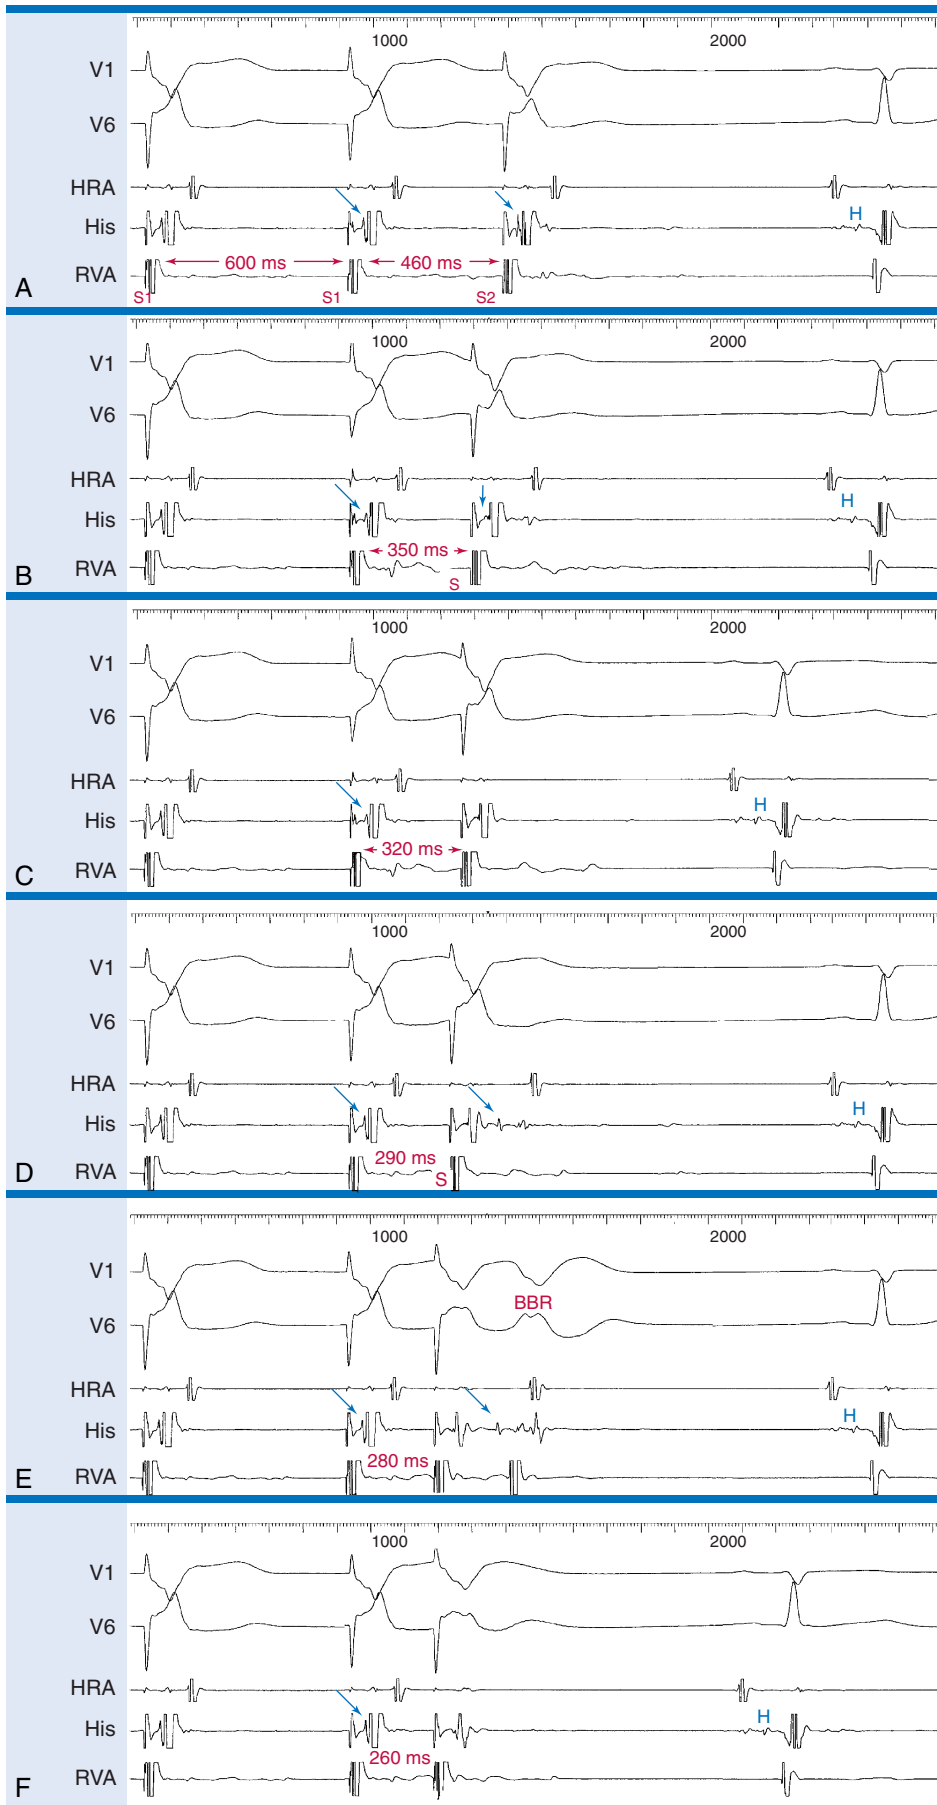 1000 2000
V1
V6
HRA
H
His
600 ms 460 ms
RVA
A
S1 S1 S2
1000 2000
V1
V6
HRA
H
His
350 ms
RVA
B
S
1000 2000
V1
V6
HRA
H
His
320 ms
RVA
C
1000 2000
V1
V6
HRA
H
His
290 ms
RVA
D
S
1000 2000
V1
BBR
V6
HRA
H
His
280 ms
RVA
E
1000 2000
V1
V6
HRA
H
His
260 ms
RVA
F